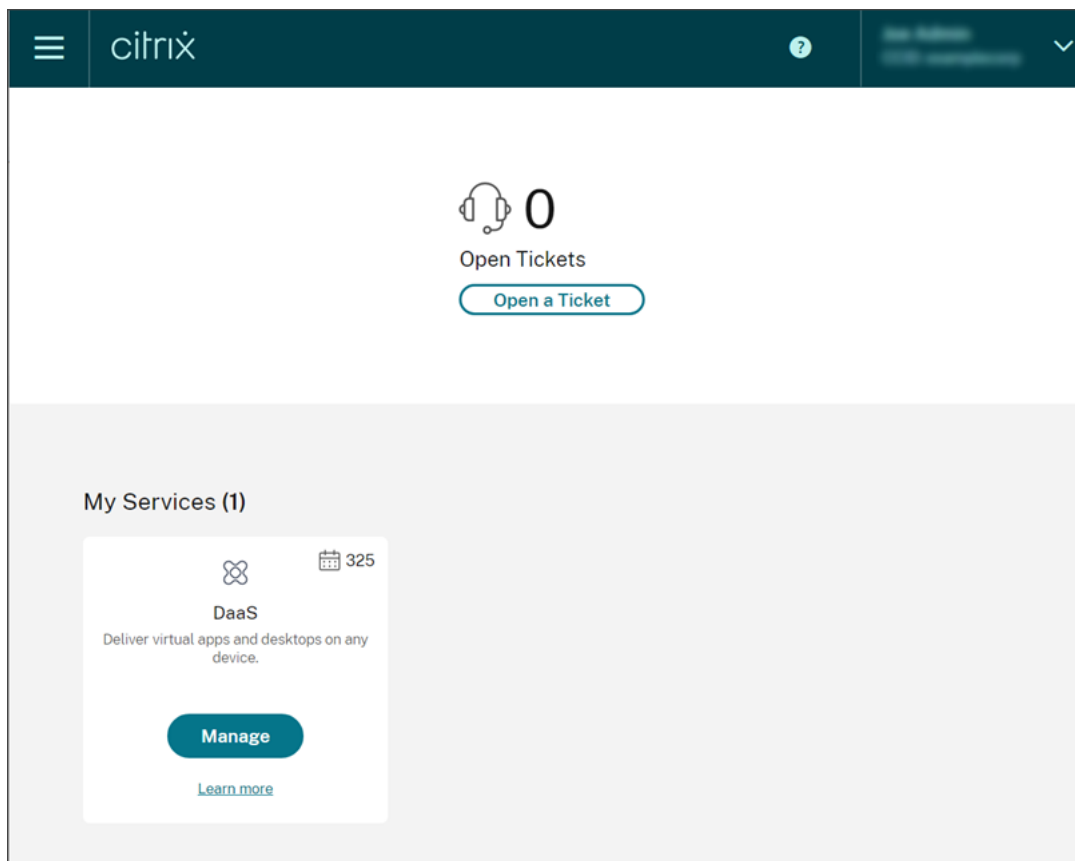 citrix
?
0
Open Tickets
Open a Ticket
My Services (1)
325
DaaS
Deliver virtual apps and desktops on any
device.
Manage
Learn more